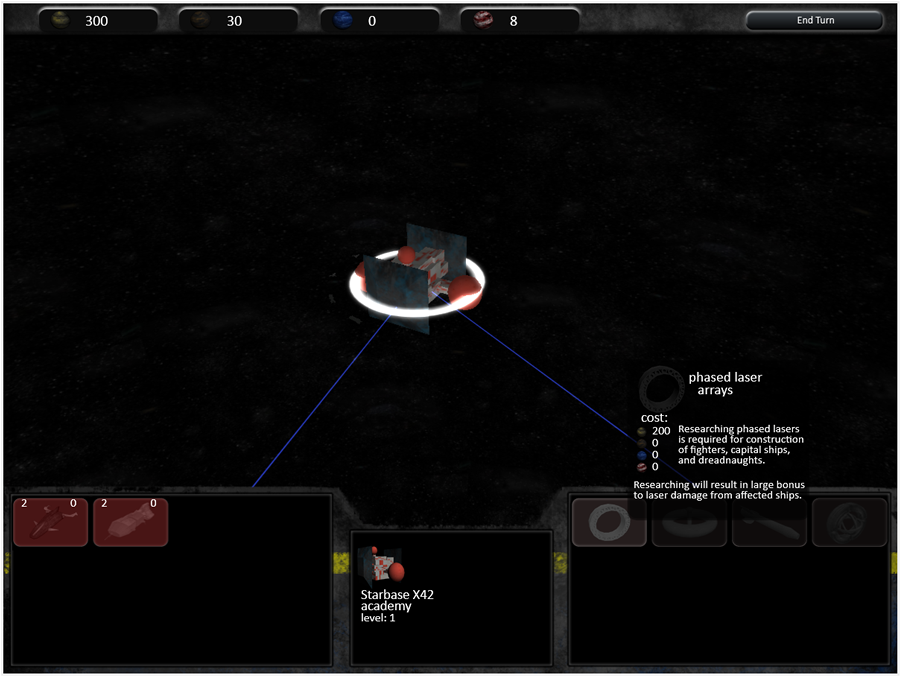 300
30
0
8
End Turn
phased laser
arrays
cost:
200
0
0
0
Researching phased lasers
is required for construction
of fighters, capital ships,
and dreadnaughts.
Researching will result in large bonus
to laser damage from affected ships.
2 0
2 0
Starbase X42
academy
level: 1